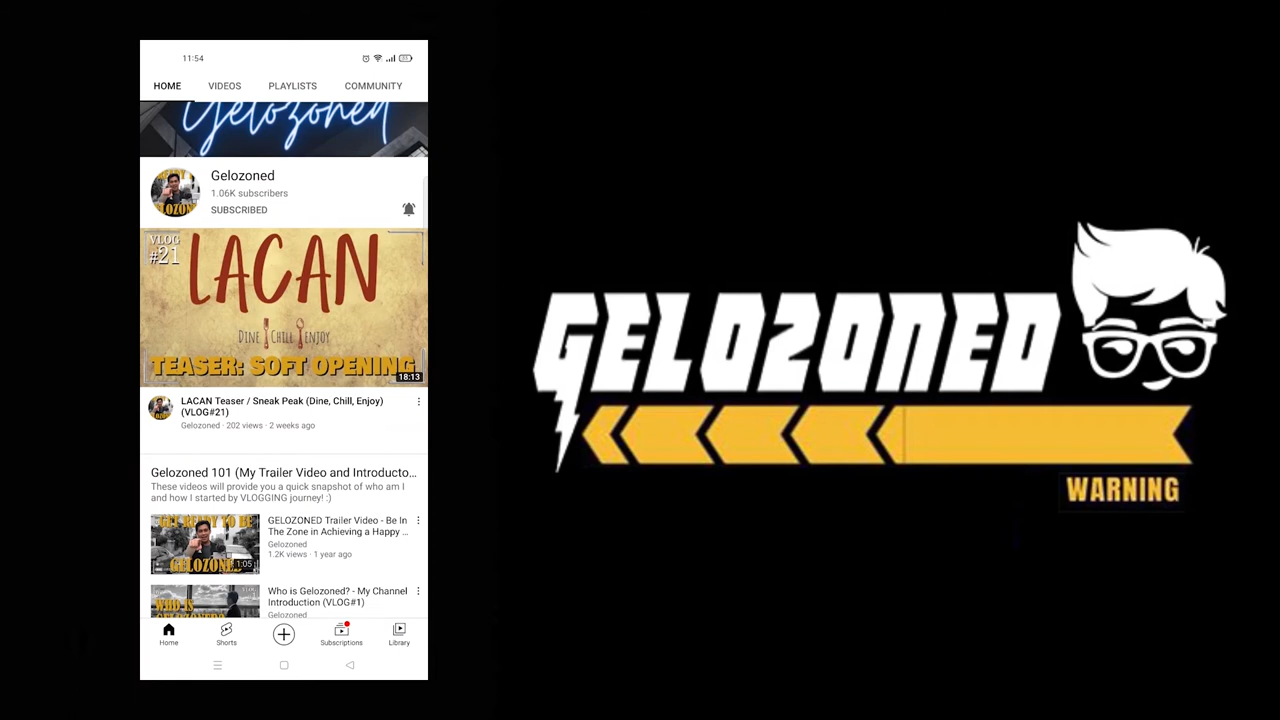 11:54
HOME VIDEOS PLAYLISTS COMMUNITY
Gelozoned
Gelozoned
1.06K subscribers
SUBSCRIBED
VLOG
#21
LACAN
DINE CHILL ENJOY
TEASER: SOFT OPENING
18:13
LACAN Teaser / Sneak Peak (Dine, Chill, Enjoy)
(VLOG#21)
Gelozoned · 202 views · 2 weeks ago
Gelozoned 101 (My Trailer Video and Introducto...
These videos will provide you a quick snapshot of who am I
and how I started by VLOGGING journey! :)
GET READY TO BE
GELOZONED
1:05
GELOZONED Trailer Video - Be In
The Zone in Achieving a Happy ...
Gelozoned
1.2K views · 1 year ago
WHO IS
GELOZONED?
Who is Gelozoned? - My Channel
Introduction (VLOG#1)
Gelozoned
Home Shorts Subscriptions Library
GELOZONED
WARNING